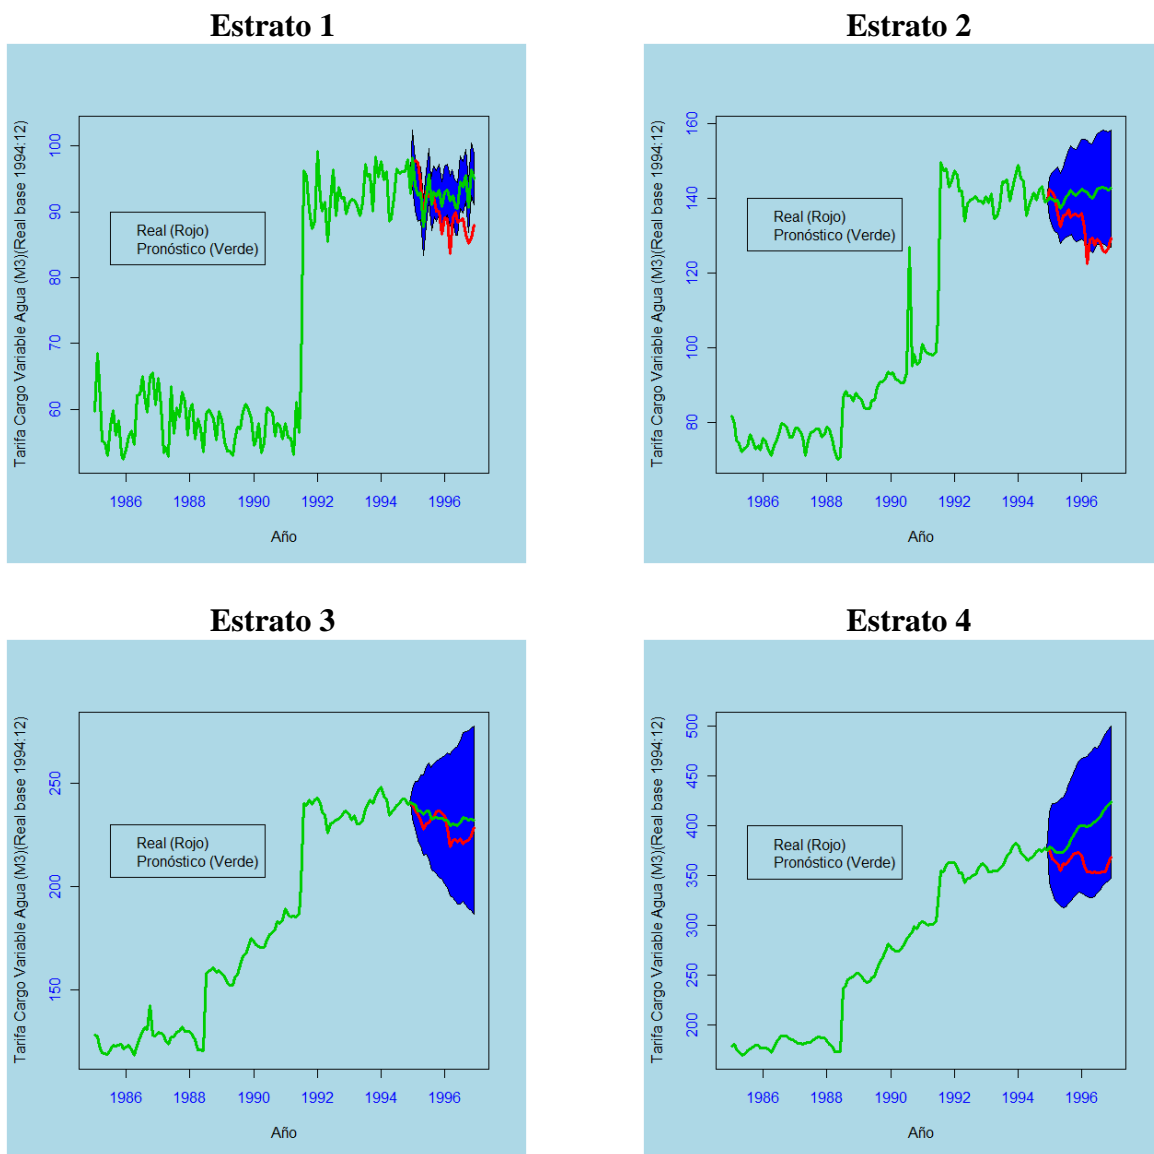 Estrato 1
Tarifa Cargo Variable Agua (M3)(Real base 1994:12)
100
90
80
70
60
Real (Rojo)
Pronóstico (Verde)
1986 1988 1990 1992 1994 1996
Año
Estrato 2
Tarifa Cargo Variable Agua (M3)(Real base 1994:12)
160
140
120
100
80
Real (Rojo)
Pronóstico (Verde)
1986 1988 1990 1992 1994 1996
Año
Estrato 3
Tarifa Cargo Variable Agua (M3)(Real base 1994:12)
250
200
150
Real (Rojo)
Pronóstico (Verde)
1986 1988 1990 1992 1994 1996
Año
Estrato 4
Tarifa Cargo Variable Agua (M3)(Real base 1994:12)
500
450
400
350
300
250
200
Real (Rojo)
Pronóstico (Verde)
1986 1988 1990 1992 1994 1996
Año